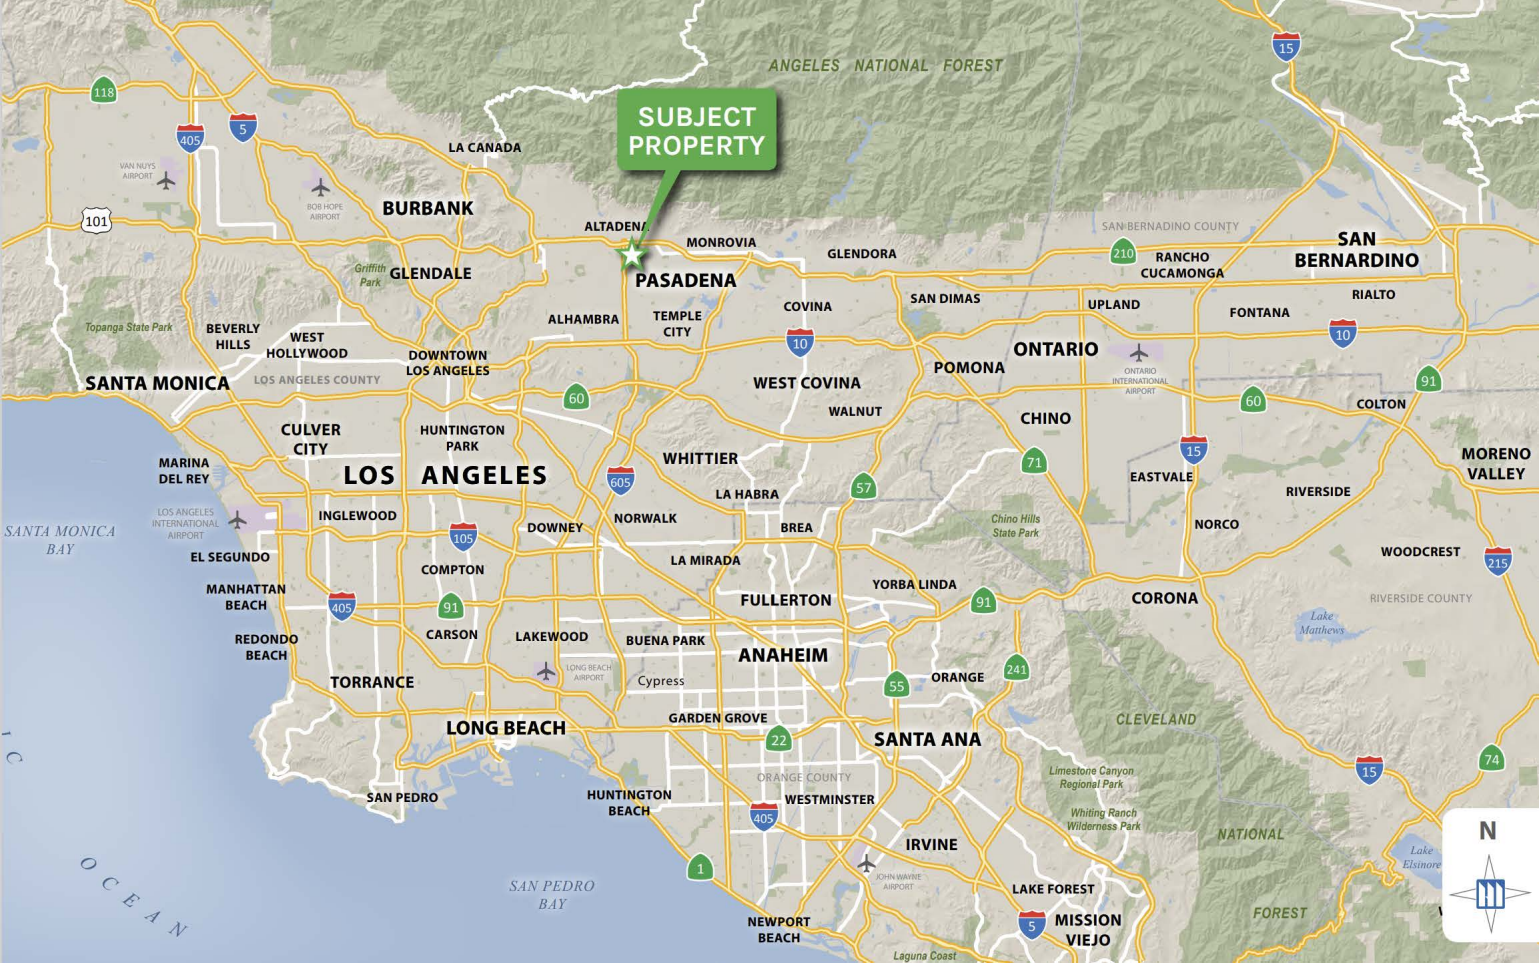 ANGELES NATIONAL FOREST
15
118
405
5
SUBJECT
PROPERTY
LA CANADA
VAN NUYS
AIRPORT
BOB HOPE
AIRPORT
BURBANK
101
ALTADENA
MONROVIA
GLENDORA
SAN BERNADINO COUNTY
210
RANCHO
CUCAMONGA
SAN
BERNARDINO
Griffith
Park
GLENDALE
PASADENA
COVINA
SAN DIMAS
UPLAND
RIALTO
FONTANA
Topanga State Park
BEVERLY
HILLS
WEST
HOLLYWOOD
ALHAMBRA
TEMPLE
CITY
10
10
DOWNTOWN
LOS ANGELES
ONTARIO
ONTARIO
INTERNATIONAL
AIRPORT
POMONA
SANTA MONICA
LOS ANGELES COUNTY
60
WEST COVINA
WALNUT
60
91
COLTON
CHINO
CULVER
CITY
HUNTINGTON
PARK
MARINA
DEL REY
LOS ANGELES
WHITTIER
605
57
71
15
MORENO
VALLEY
EASTVALE
RIVERSIDE
LA HABRA
SANTA MONICA
BAY
LOS ANGELES
INTERNATIONAL
AIRPORT
INGLEWOOD
105
DOWNEY
NORWALK
BREA
Chino Hills
State Park
NORCO
EL SEGUNDO
COMPTON
LA MIRADA
WOODCREST
215
MANHATTAN
BEACH
405
91
FULLERTON
YORBA LINDA
91
CORONA
RIVERSIDE COUNTY
Lake
Matthews
REDONDO
BEACH
CARSON
LAKEWOOD
BUENA PARK
ANAHEIM
LONG BEACH
AIRPORT
Cypress
55
ORANGE
241
TORRANCE
LONG BEACH
GARDEN GROVE
22
SANTA ANA
CLEVELAND
I C
ORANGE COUNTY
Limestone Canyon
Regional Park
15
74
SAN PEDRO
HUNTINGTON
BEACH
WESTMINSTER
405
Whiting Ranch
Wilderness Park
NATIONAL
N
IRVINE
Lake
Elsinore
1
JOHN WAYNE
AIRPORT
OCEAN
SAN PEDRO
BAY
LAKE FOREST
FOREST
NEWPORT
BEACH
5
MISSION
VIEJO
Laguna Coast